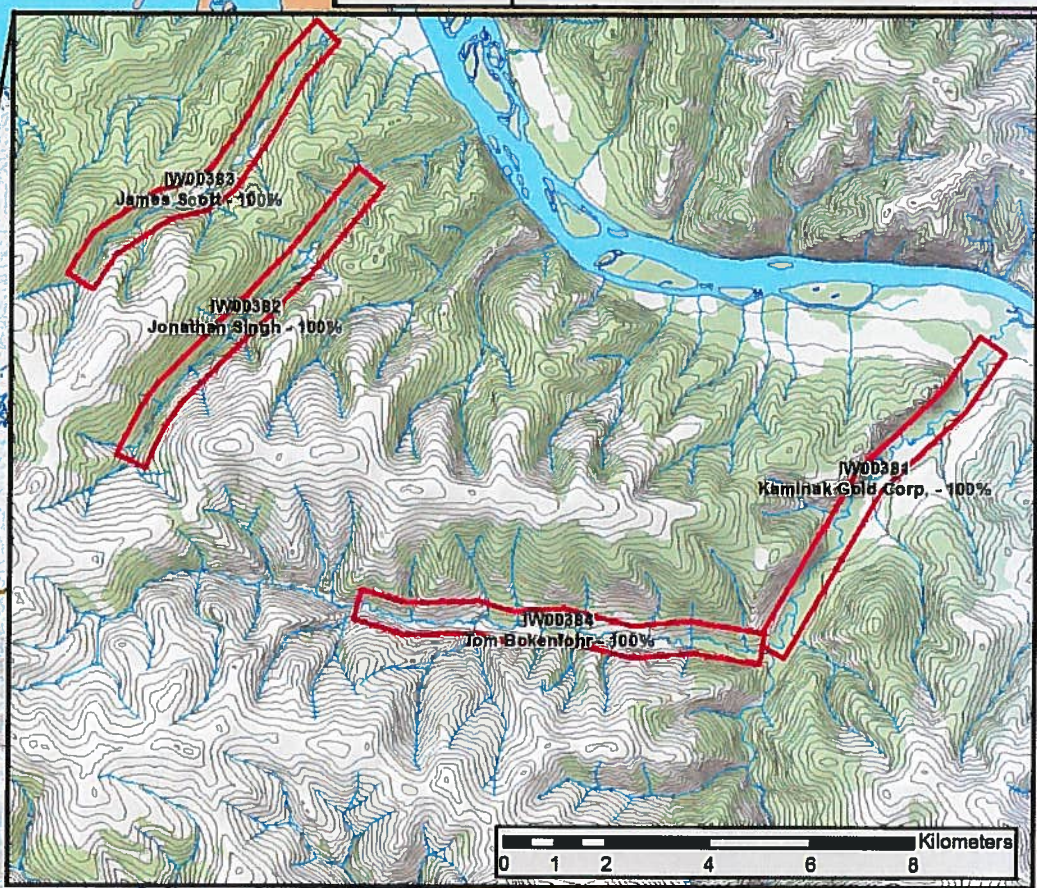 IW00383
James Scott - 100%
IW00382
Jonathan Singh - 100%
IW00381
Kaminak Gold Corp. - 100%
IW00384
Tom Bokenfohr - 100%
Kilometers
0 1 2 4 6 8